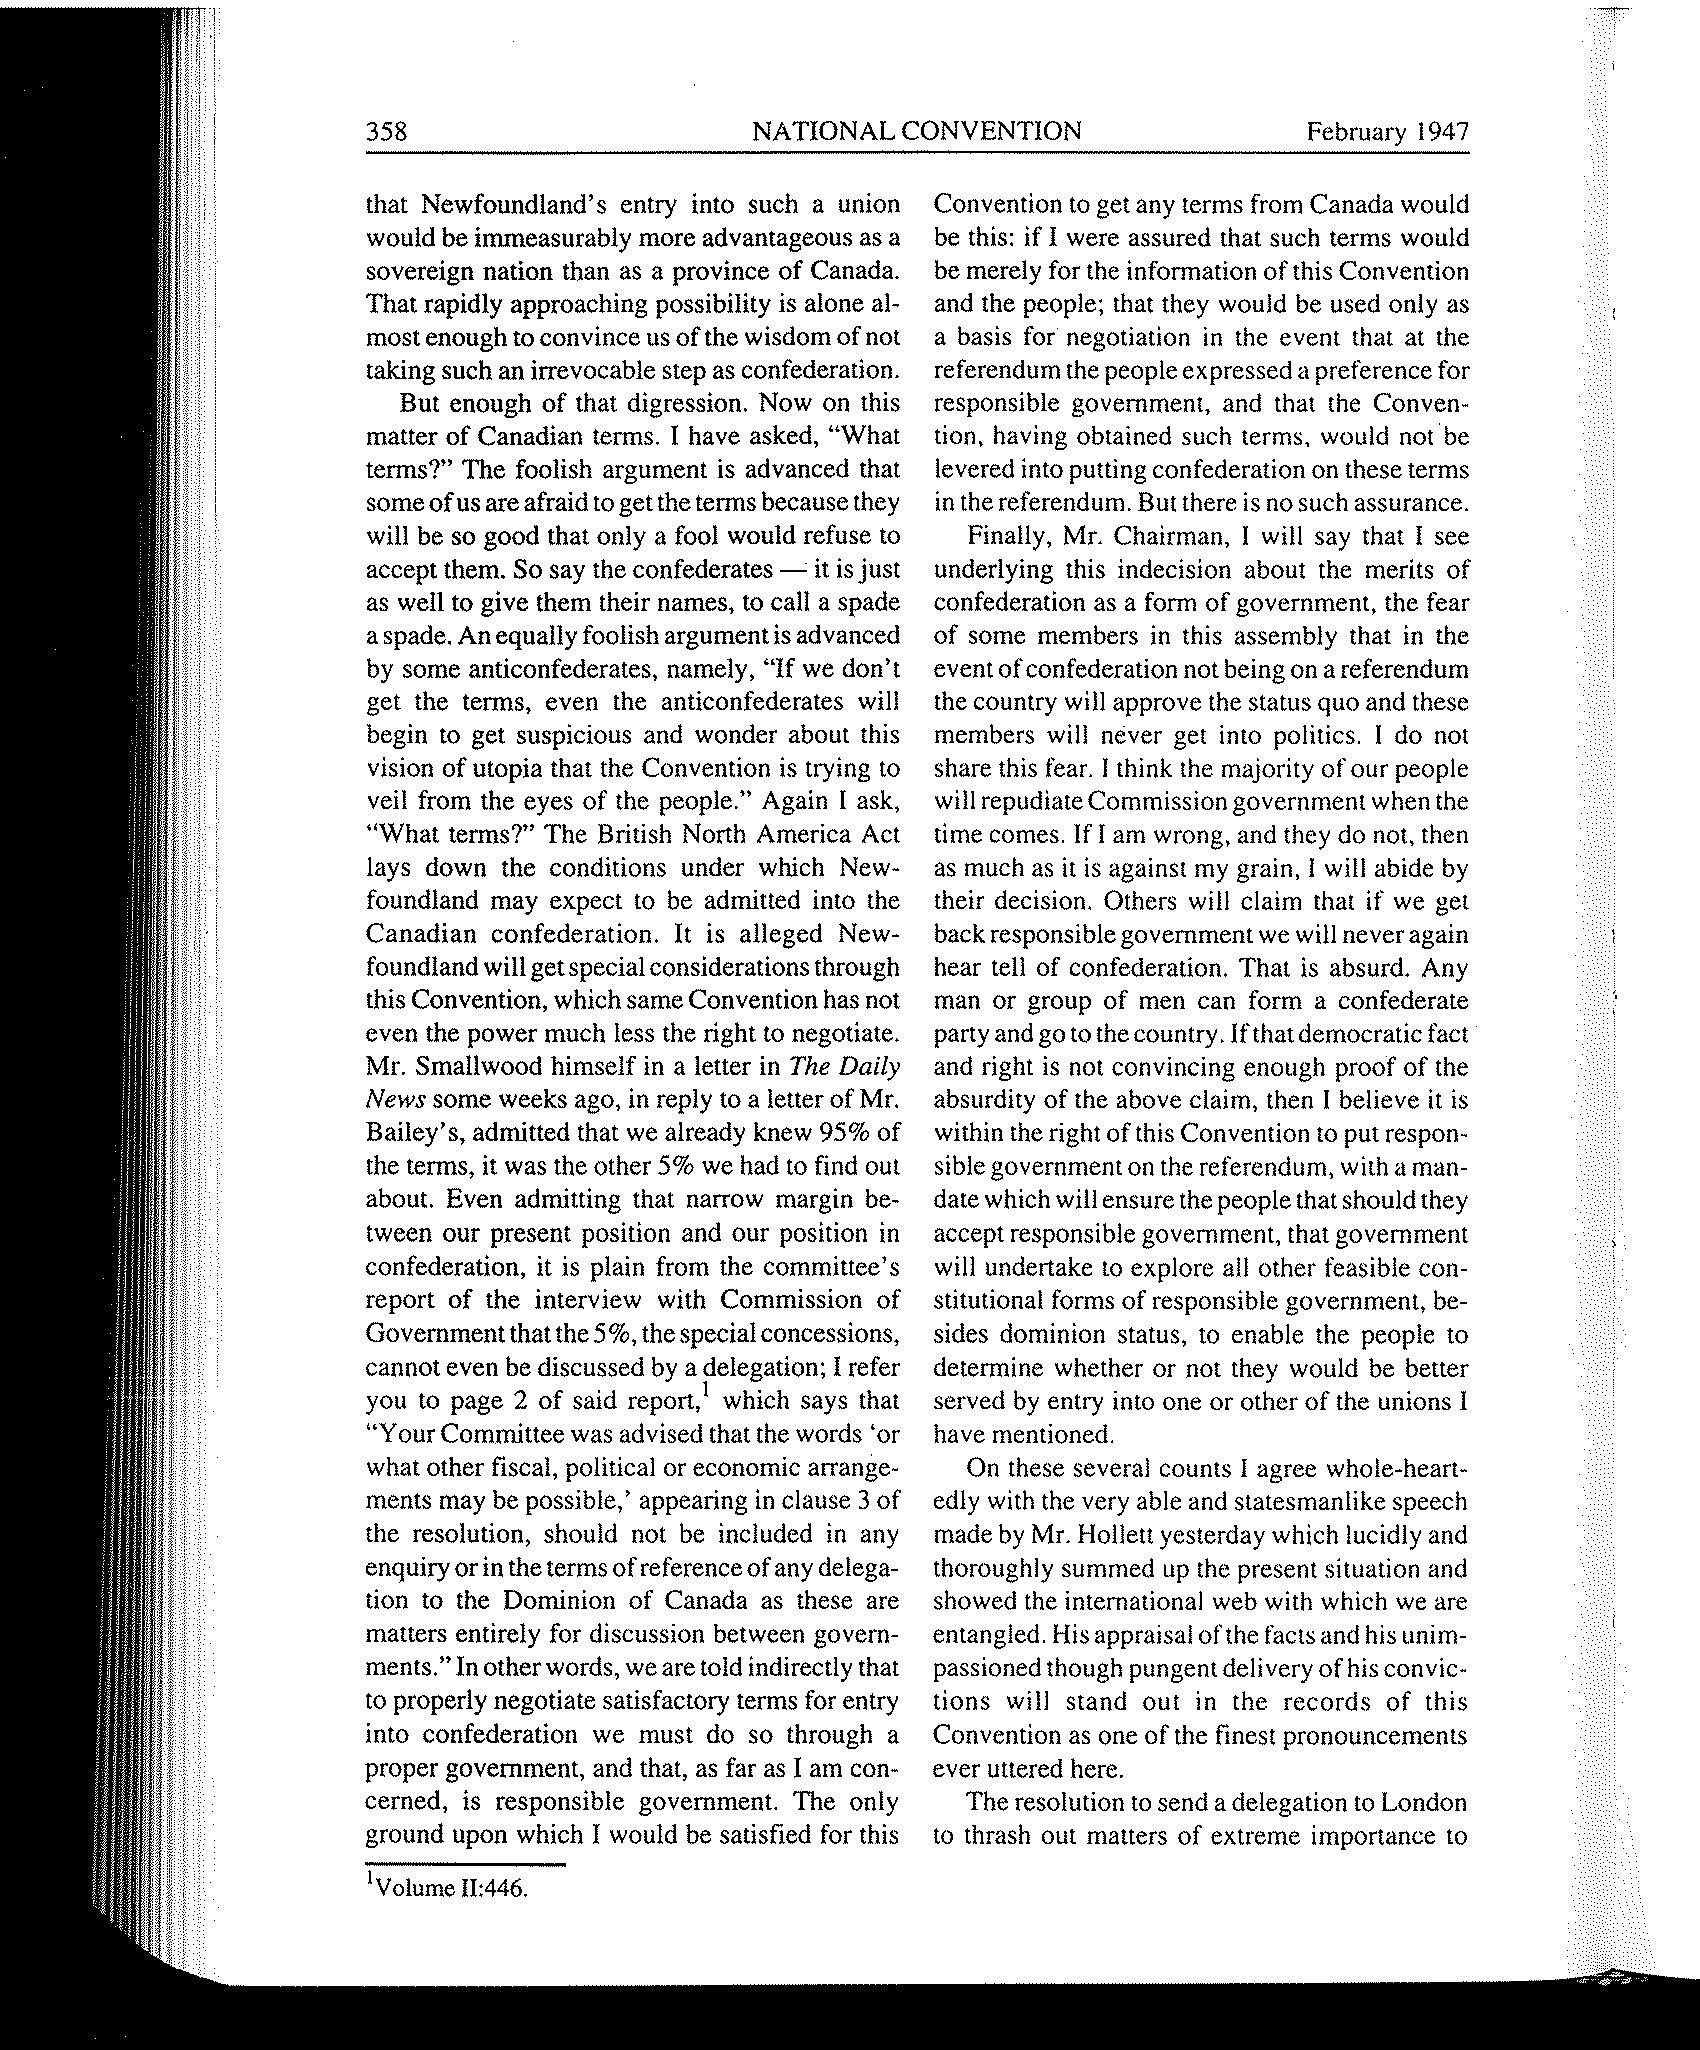 358 NATIONAL CONVENTION February 1947
that Newfoundland's entry into such a union
would be immeasurably more advantageous as a
sovereign nation than as a province of Canada.
That rapidly approaching possibility is alone al-
most enough to convince us of the wisdom of not
taking such an irrevocable step as confederation.
But enough of that digression. Now on this
matter of Canadian terms. I have asked, "What
terms?" The foolish argument is advanced that
some of us are afraid to get the terms because they
will be so good that only a fool would refuse to
accept them. So say the confederates — it is just
as well to give them their names, to call a spade
a spade. An equally foolish argument is advanced
by some anticonfederates, namely, "If we don't
get the terms, even the anticonfederates will
begin to get suspicious and wonder about this
vision of utopia that the Convention is trying to
veil from the eyes of the people." Again I ask,
"What terms?" The British North America Act
lays down the conditions under which New-
foundland may expect to be admitted into the
Canadian confederation. It is alleged New-
foundland will get special considerations through
this Convention, which same Convention has not
even the power much less the right to negotiate.
Mr. Smallwood himself in a letter in The Daily
News some weeks ago, in reply to a letter of Mr.
Bailey's, admitted that we already knew 95% of
the terms, it was the other 5% we had to find out
about. Even admitting that narrow margin be-
tween our present position and our position in
confederation, it is plain from the committee's
report of the interview with Commission of
Government that the 5%, the special concessions,
cannot even be discussed by a delegation; I refer
you to page 2 of said report,1 which says that
"Your Committee was advised that the words 'or
what other fiscal, political or economic arrange-
ments may be possible,' appearing in clause 3 of
the resolution, should not be included in any
enquiry or in the terms of reference of any delega-
tion to the Dominion of Canada as these are
matters entirely for discussion between govern-
ments." In other words, we are told indirectly that
to properly negotiate satisfactory terms for entry
into confederation we must do so through a
proper government, and that, as far as I am con-
cerned, is responsible government. The only
ground upon which I would be satisfied for this
1Volume II:446.
Convention to get any terms from Canada would
be this: if I were assured that such terms would
be merely for the information of this Convention
and the people; that they would be used only as
a basis for negotiation in the event that at the
referendum the people expressed a preference for
responsible government, and that the Conven-
tion, having obtained such terms, would not be
levered into putting confederation on these terms
in the referendum. But there is no such assurance.
Finally, Mr. Chairman, I will say that I see
underlying this indecision about the merits of
confederation as a form of government, the fear
of some members in this assembly that in the
event of confederation not being on a referendum
the country will approve the status quo and these
members will never get into politics. I do not
share this fear. I think the majority of our people
will repudiate Commission government when the
time comes. If I am wrong, and they do not, then
as much as it is against my grain, I will abide by
their decision. Others will claim that if we get
back responsible government we will never again
hear tell of confederation. That is absurd. Any
man or group of men can form a confederate
party and go to the country. If that democratic fact
and right is not convincing enough proof of the
absurdity of the above claim, then I believe it is
within the right of this Convention to put respon-
sible government on the referendum, with a man-
date which will ensure the people that should they
accept responsible government, that government
will undertake to explore all other feasible con-
stitutional forms of responsible government, be-
sides dominion status, to enable the people to
determine whether or not they would be better
served by entry into one or other of the unions I
have mentioned.
On these several counts I agree whole-heart-
edly with the very able and statesmanlike speech
made by Mr. Hollett yesterday which lucidly and
thoroughly summed up the present situation and
showed the international web with which we are
entangled. His appraisal of the facts and his unim-
passioned though pungent delivery of his convic-
tions will stand out in the records of this
Convention as one of the finest pronouncements
ever uttered here.
The resolution to send a delegation to London
to thrash out matters of extreme importance to